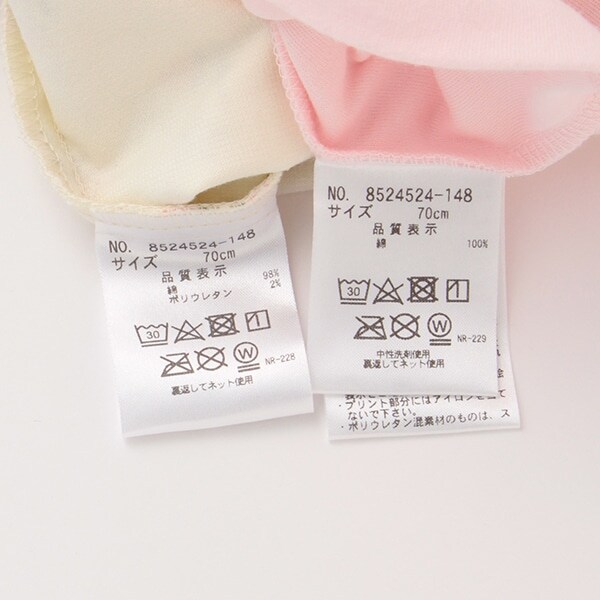 NO. 8524524-148
サイズ 70cm
品質表示
綿 98%
ポリウレタン 2%
30
W
NR-228
裏返してネット使用
NO. 8524524-148
サイズ 70cm
品質表示
綿 100%
30
W
NR-229
中性洗剤使用
裏返してネット使用
・プリント部分にはアイロンを
ないで下さい。
・ポリウレタン混素材のものは、ス